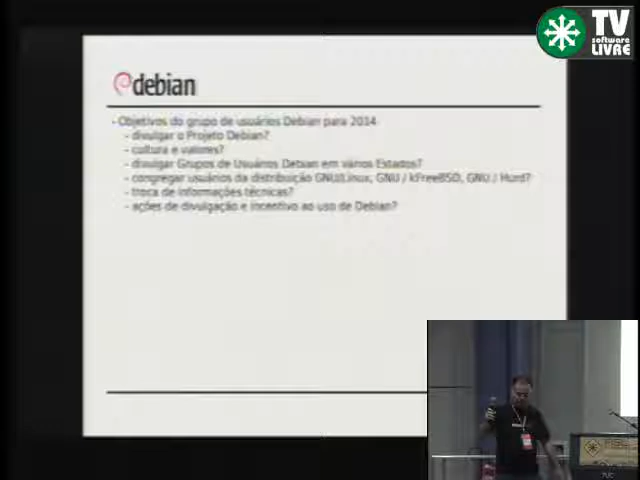 TV
software
LIVRE
debian
- Objetivos do grupo de usuários Debian para 2014
- divulgar o Projeto Debian?
- cultura e valores?
- divulgar Grupos de Usuários Debian em vários Estados?
- congregar usuários da distribuição GNU/Linux, GNU / kFreeBSD, GNU / Hurd?
- troca de informações técnicas?
- ações de divulgação e incentivo ao uso de Debian?